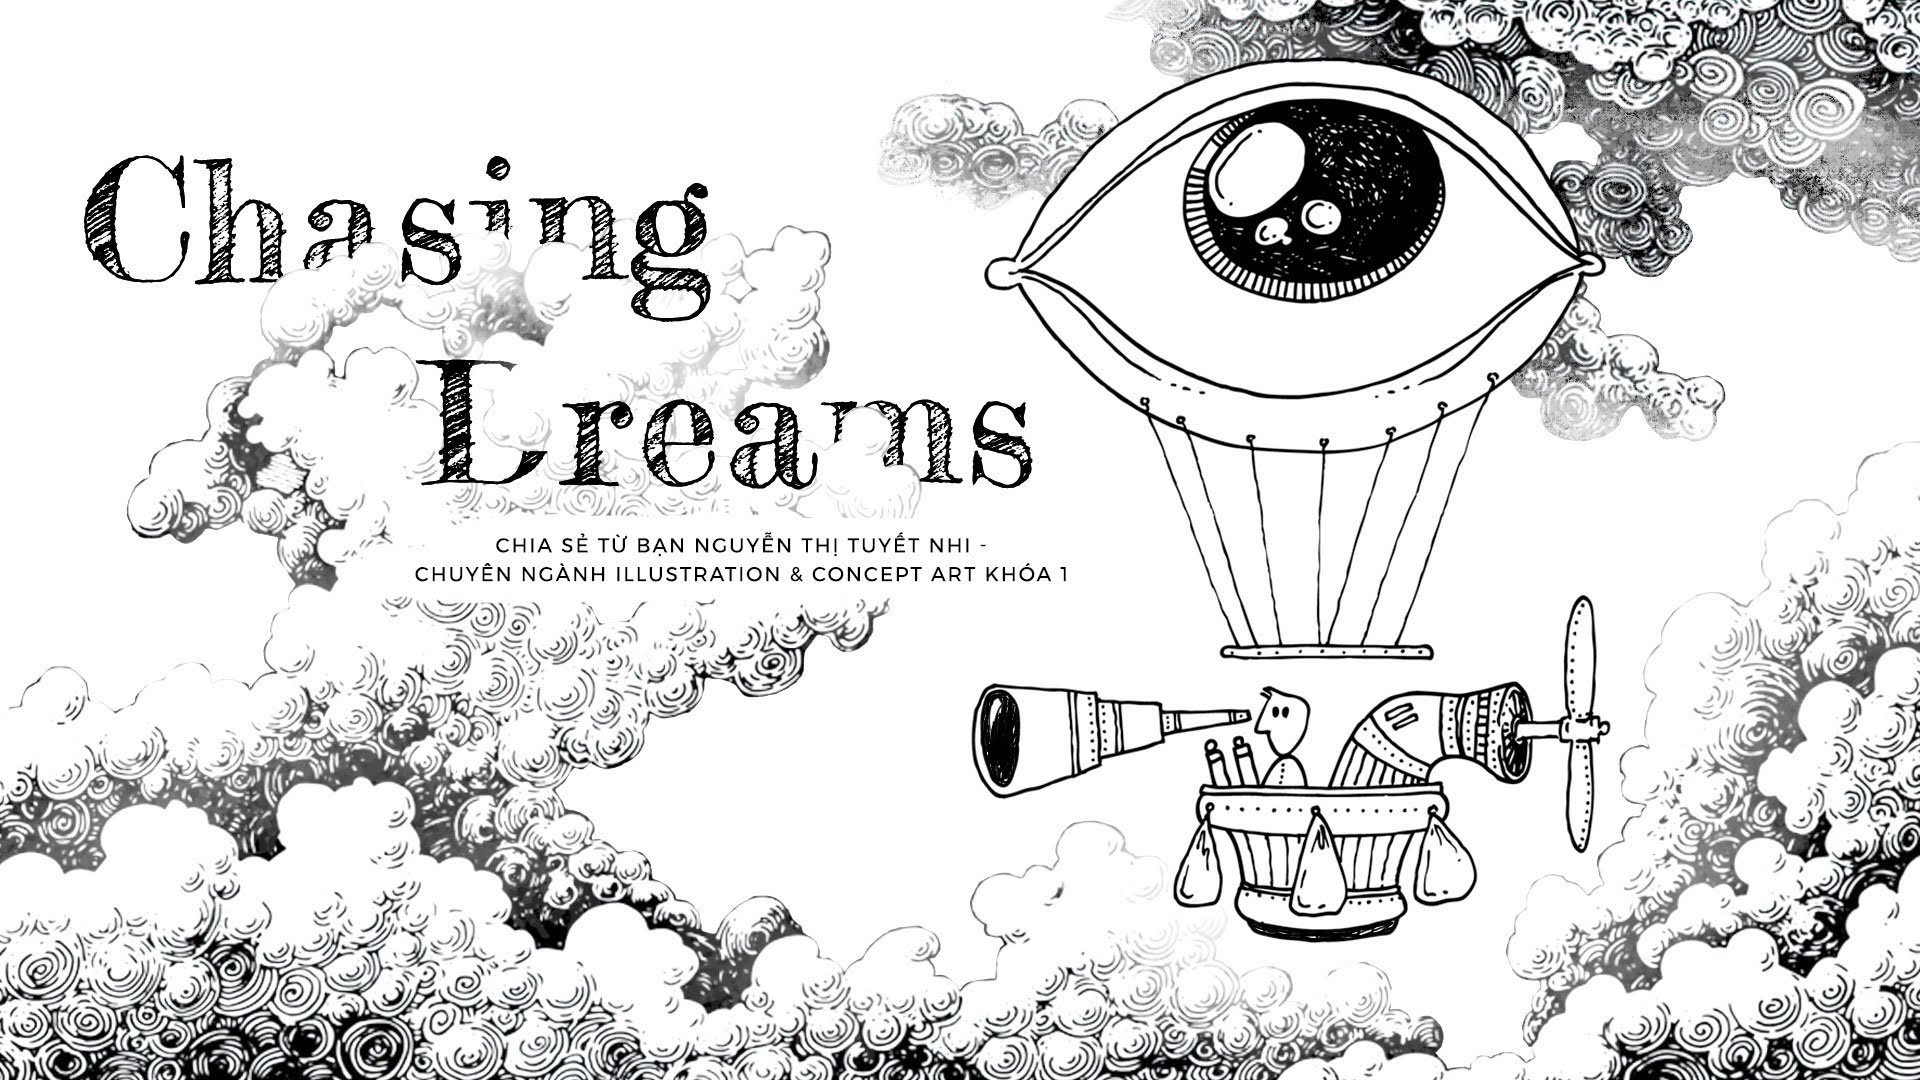 Chasing
Dreams
CHIA SẺ TỪ BẠN NGUYỄN THỊ TUYẾT NHI -
CHUYÊN NGÀNH ILLUSTRATION & CONCEPT ART KHÓA 1